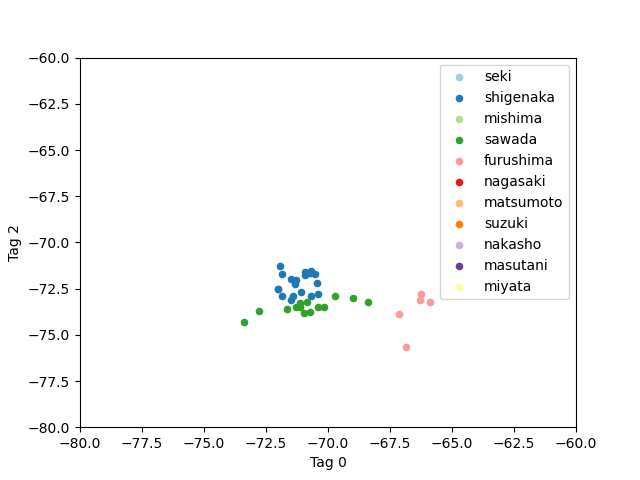 −60.0
−62.5
−65.0
−67.5
−70.0
−72.5
−75.0
−77.5
−80.0
Tag 2
−80.0 −77.5 −75.0 −72.5 −70.0 −67.5 −65.0 −62.5 −60.0
Tag 0
seki
shigenaka
mishima
sawada
furushima
nagasaki
matsumoto
suzuki
nakasho
masutani
miyata